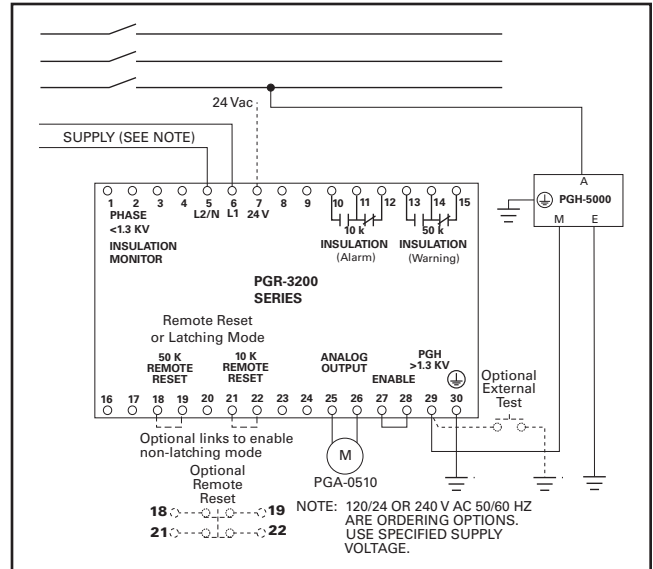 24 Vac
SUPPLY (SEE NOTE)
A
PGH-5000
M E
1 2 3 4 5 6 7 8 9 10 11 12 13 14 15
PHASE L2/N L1 24 V 10 k 50 k
<1.3 KV
INSULATION INSULATION INSULATION
MONITOR (Alarm) (Warning)
PGR-3200
SERIES
Remote Reset
or Latching Mode
50 K 10 K ANALOG PGH
REMOTE REMOTE OUTPUT >1.3 KV
RESET RESET ENABLE
16 17 18 19 20 21 22 23 24 25 26 27 28 29 30
Optional
External
Test
Optional links to enable
non-latching mode
M
PGA-0510
Optional
Remote
Reset
18 19
21 22
NOTE: 120/24 OR 240 V AC 50/60 HZ
ARE ORDERING OPTIONS.
USE SPECIFIED SUPPLY
VOLTAGE.